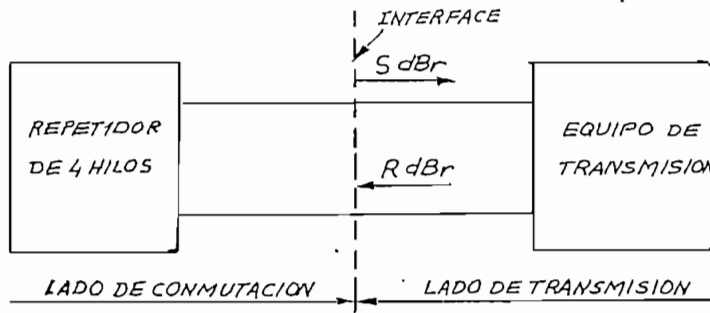 INTERFACE
S dBr
REPETIDOR
DE 4 HILOS
EQUIPO DE
TRANSMISION
R dBr
LADO DE CONMUTACION
LADO DE TRANSMISION